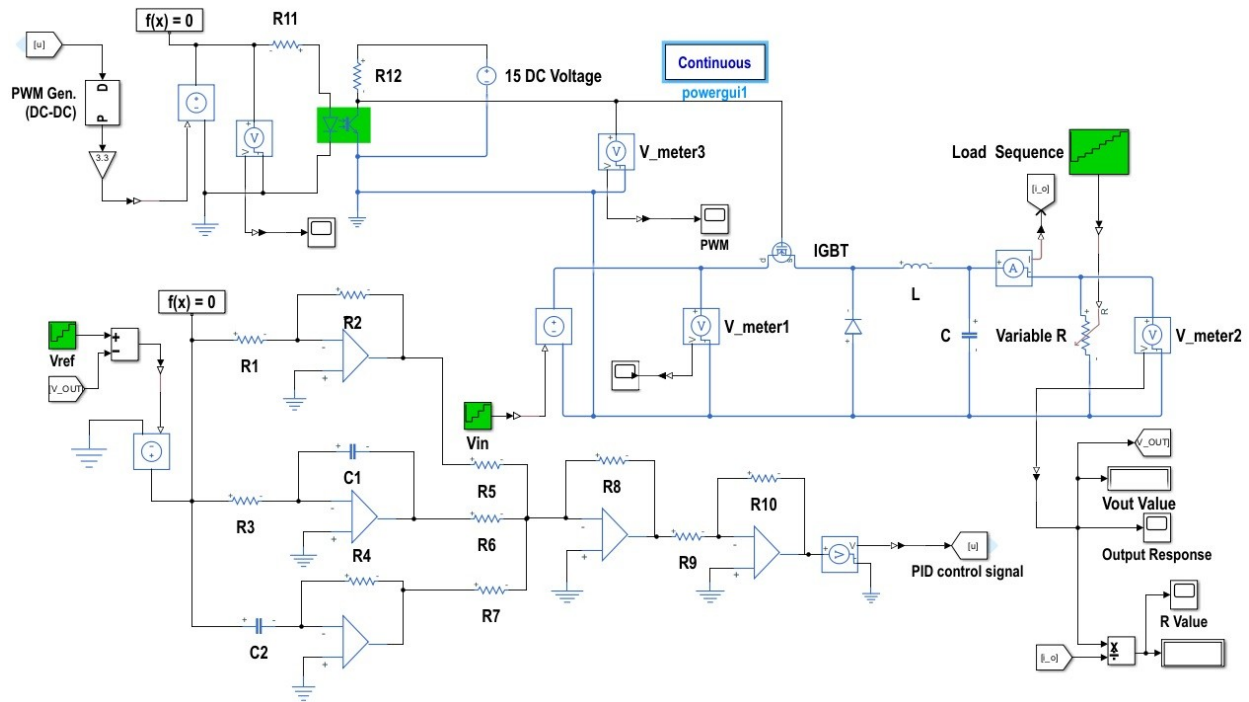 f(x) = 0
R11
[u]
PWM Gen.
(DC-DC)
D
P
3.3
R12
15 DC Voltage
Continuous
powergui1
V
V
V_meter3
PWM
Load Sequence
[i_o]
IGBT
d
s
L
A
I
f(x) = 0
R2
R1
Vref
[V_OUT]
V
V_meter1
C
Variable R
R
V
V_meter2
Vin
C1
R3
R4
R5
R6
R7
R8
R9
R10
C2
V
[u]
PID control signal
V_OUT]
Vout Value
Output Response
R Value
[i_o]